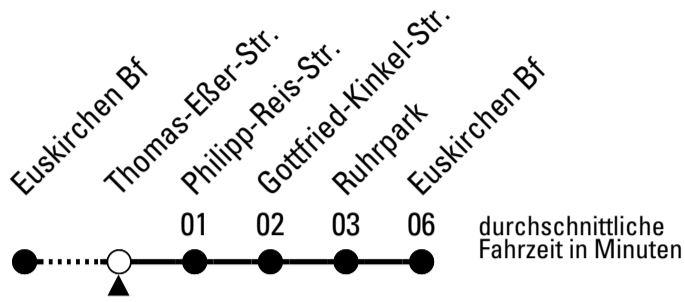 Euskirchen Bf
Thomas-Eßer-Str.
Philipp-Reis-Str.
Gottfried-Kinkel-Str.
Ruhrpark
Euskirchen Bf
01 02 03 06
durchschnittliche
Fahrzeit in Minuten